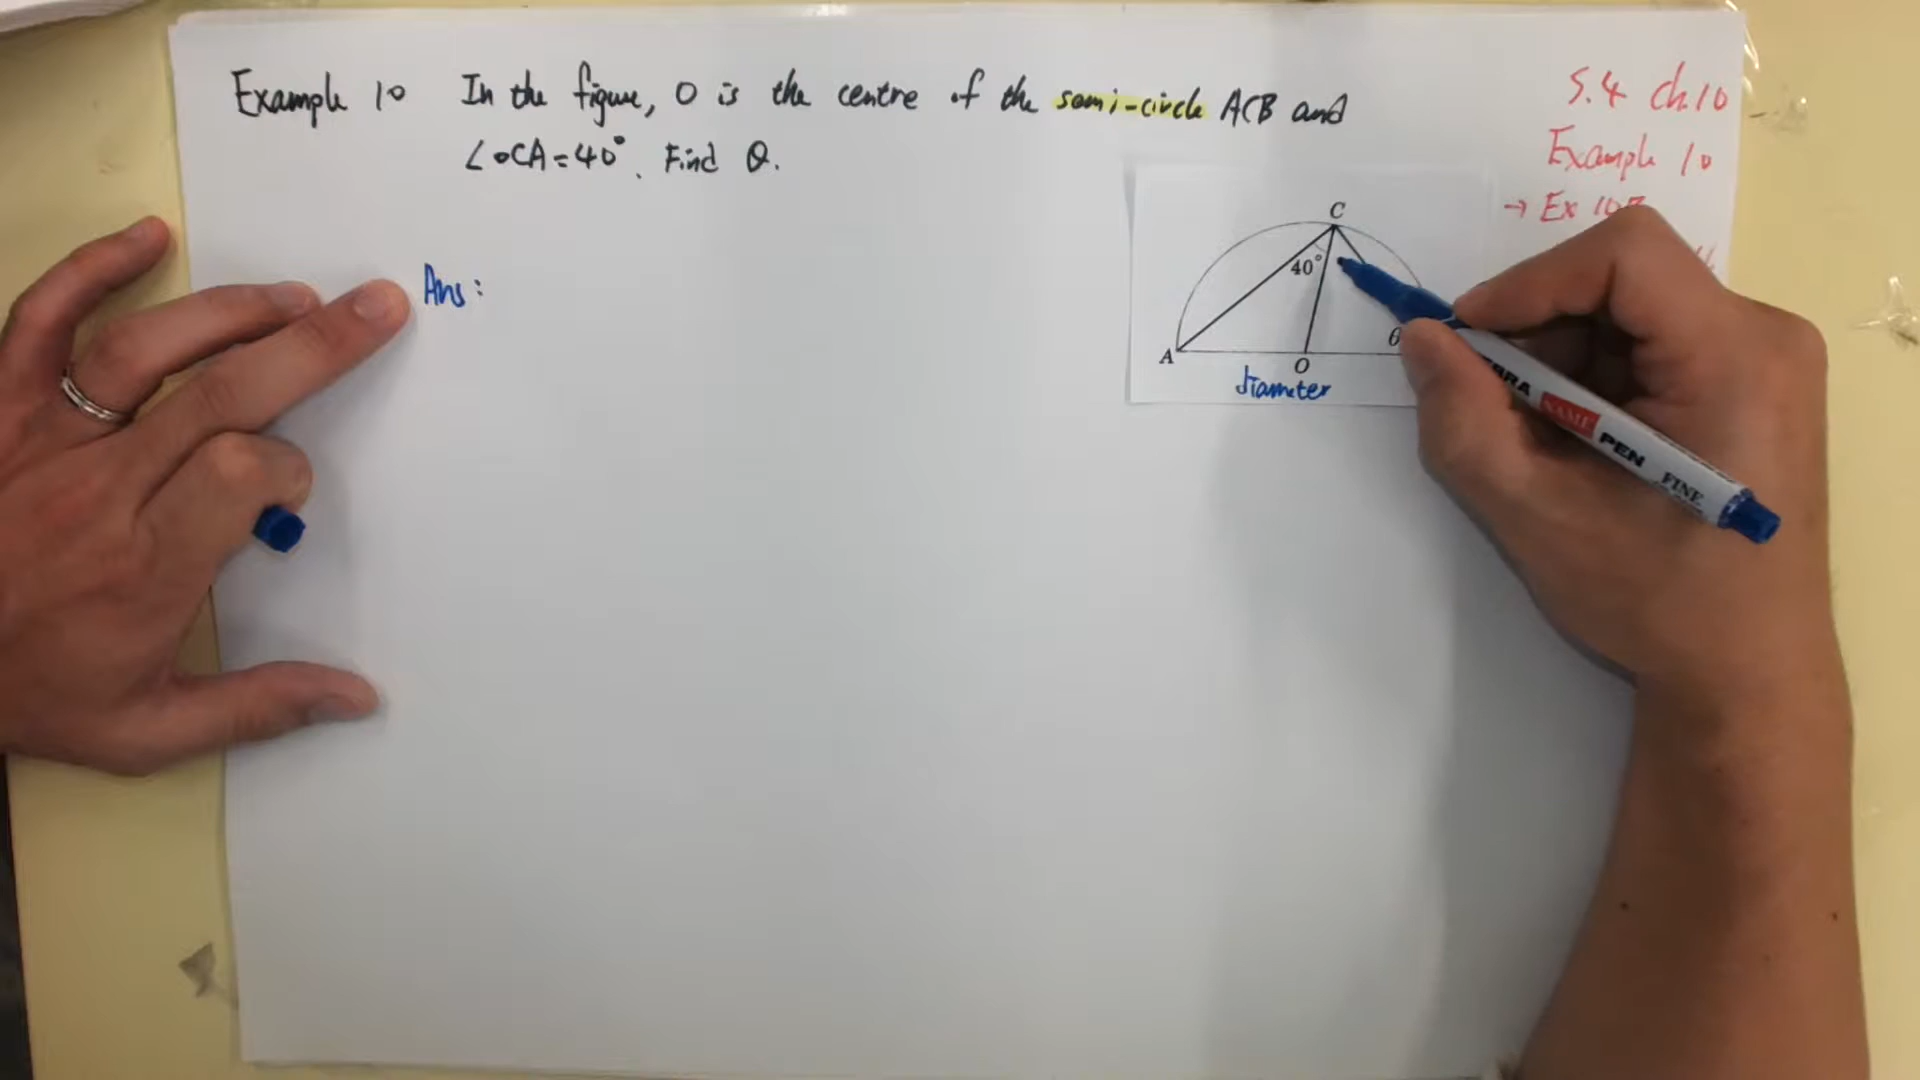 Example 10 In the figure, O is the centre of the semi-circle ACB and
∠OCA = 40°. Find θ.
S.4 ch.10
Example 10
→ Ex
Ans:
C
40°
θ
A
O
diameter
NAME
PEN
FINE